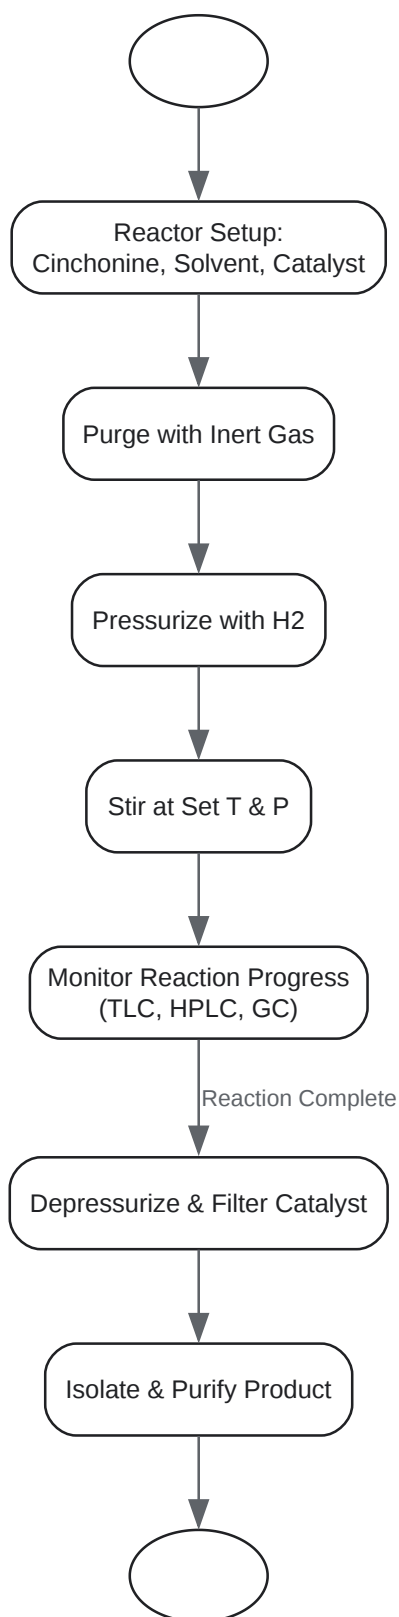 Reactor Setup:
Cinchonine, Solvent, Catalyst
Purge with Inert Gas
Pressurize with H2
Stir at Set T & P
Monitor Reaction Progress
(TLC, HPLC, GC)
Reaction Complete
Depressurize & Filter Catalyst
Isolate & Purify Product